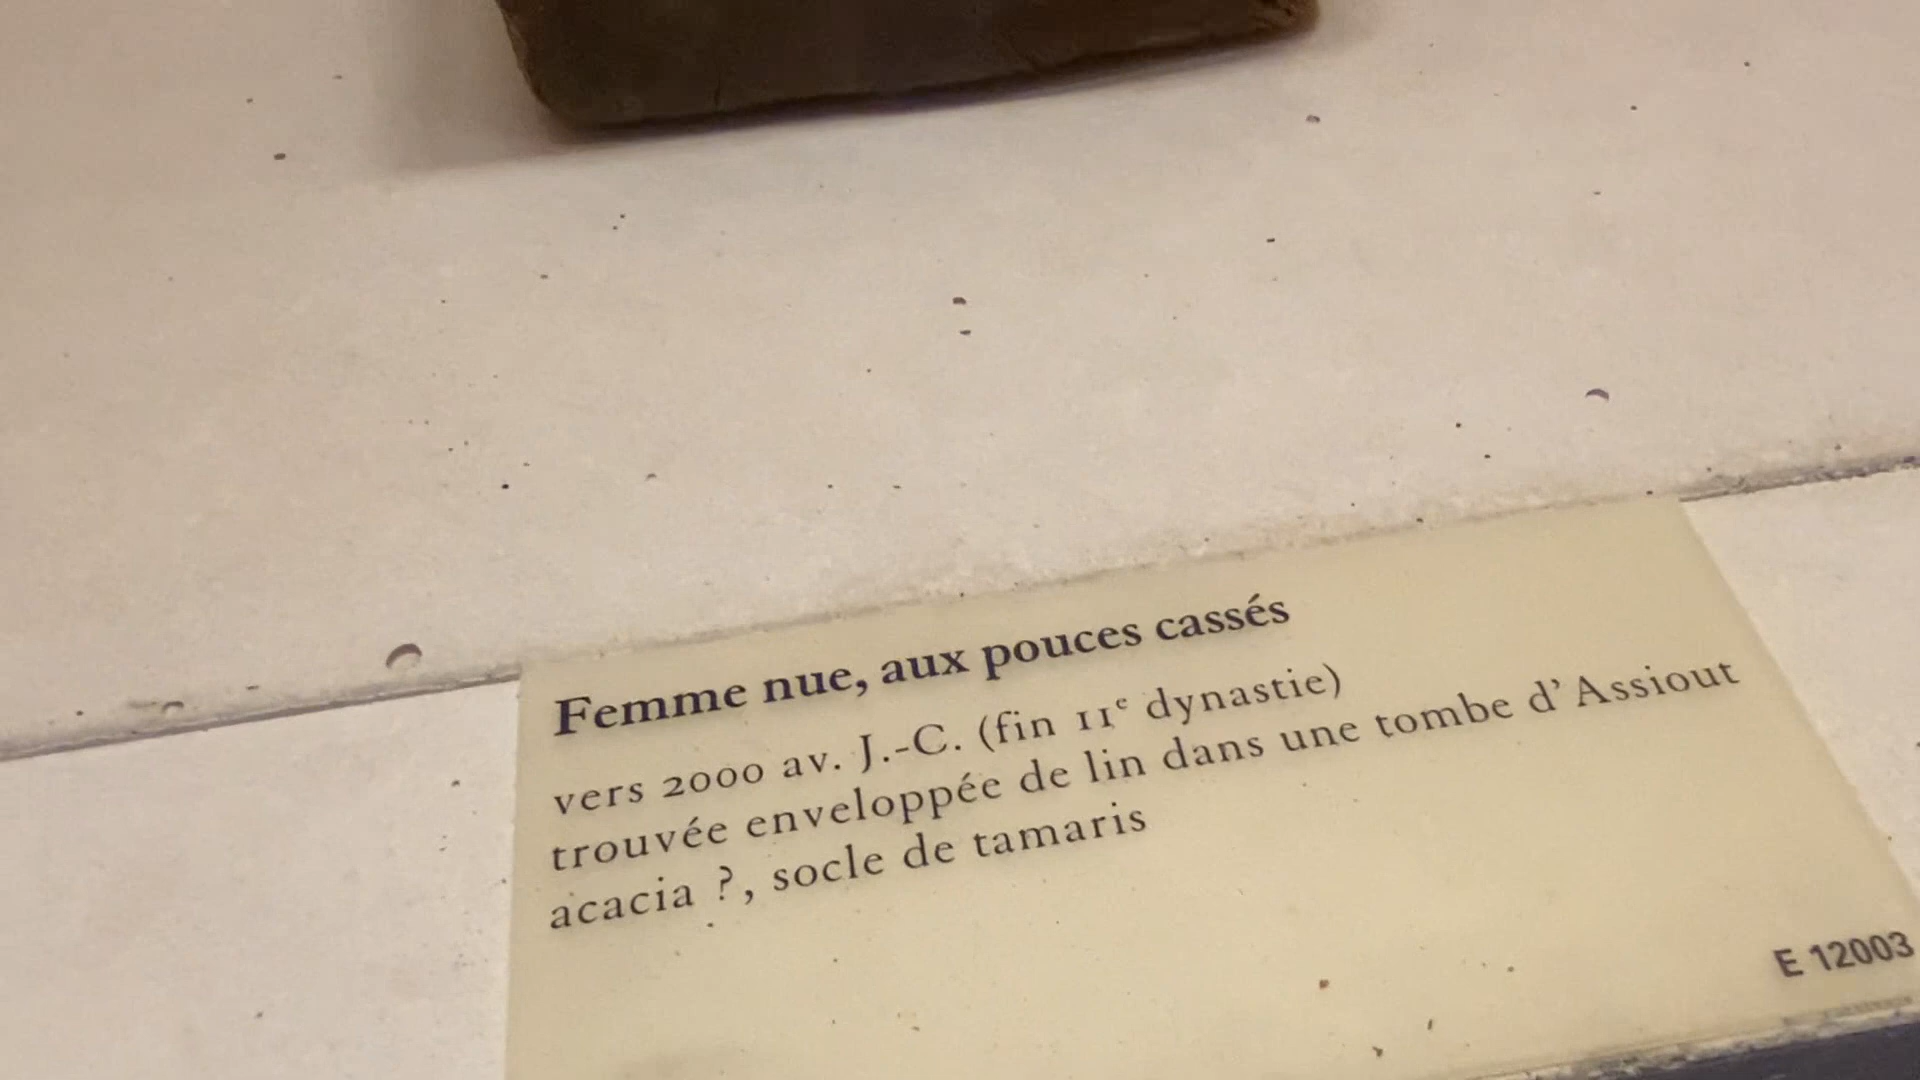 Femme nue, aux pouces cassés
vers 2000 av. J.-C. (fin 11ᵉ dynastie)
trouvée enveloppée de lin dans une tombe d'Assiout
acacia ?, socle de tamaris
E 12003